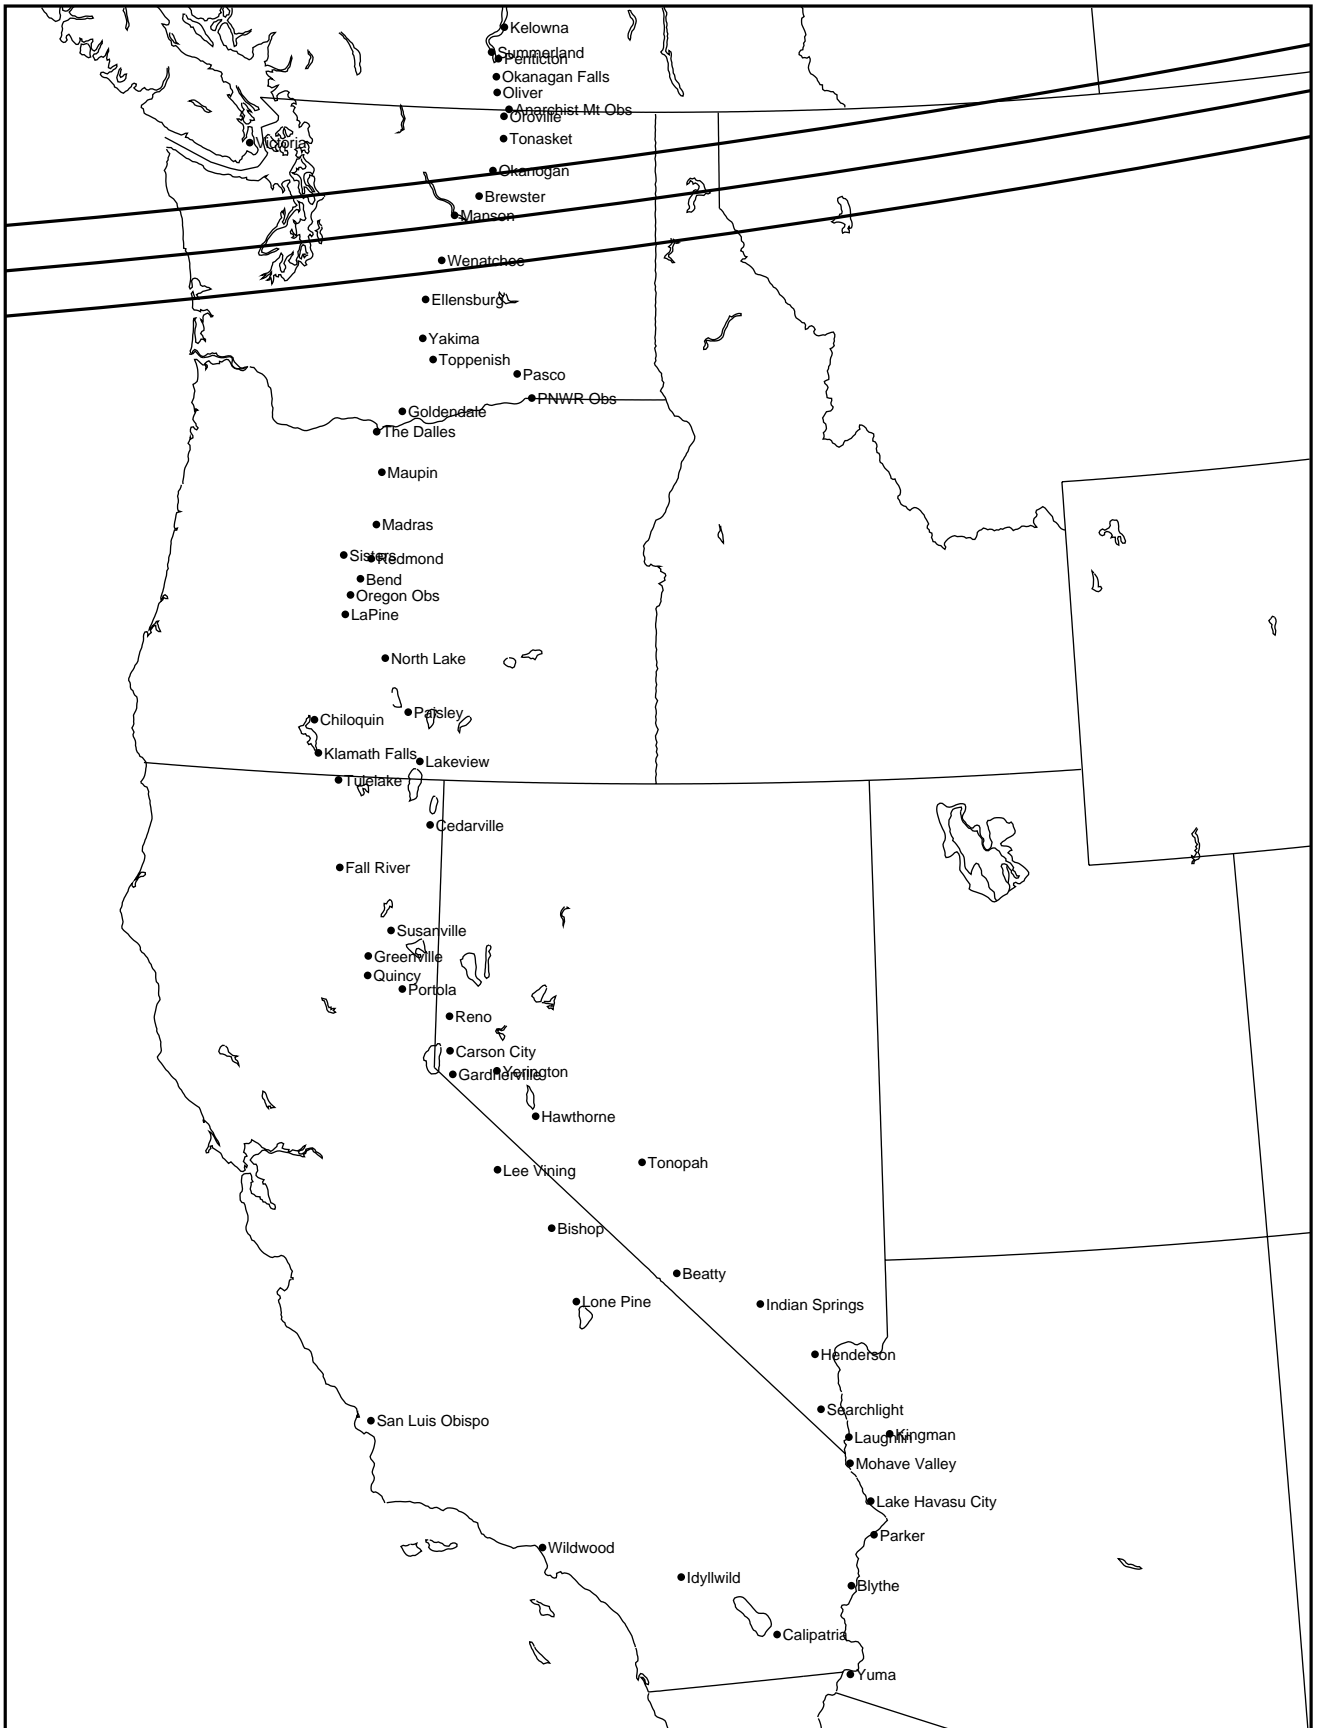 Kelowna
Summerland
Penticton
Okanagan Falls
Oliver
Anarchist Mt Obs
Oroville
Tonasket
Victoria
Okanogan
Brewster
Manson
Wenatchee
Ellensburg
Yakima
Toppenish
Pasco
PNWR Obs
Goldendale
The Dalles
Maupin
Madras
Sisters
Redmond
Bend
Oregon Obs
LaPine
North Lake
Paisley
Chiloquin
Klamath Falls
Lakeview
Tulelake
Cedarville
Fall River
Susanville
Greenville
Quincy
Portola
Reno
Carson City
Yerington
Gardnerville
Hawthorne
Tonopah
Lee Vining
Bishop
Beatty
Lone Pine
Indian Springs
Henderson
Searchlight
San Luis Obispo
Kingman
Laughlin
Mohave Valley
Lake Havasu City
Parker
Wildwood
Idyllwild
Blythe
Calipatria
Yuma